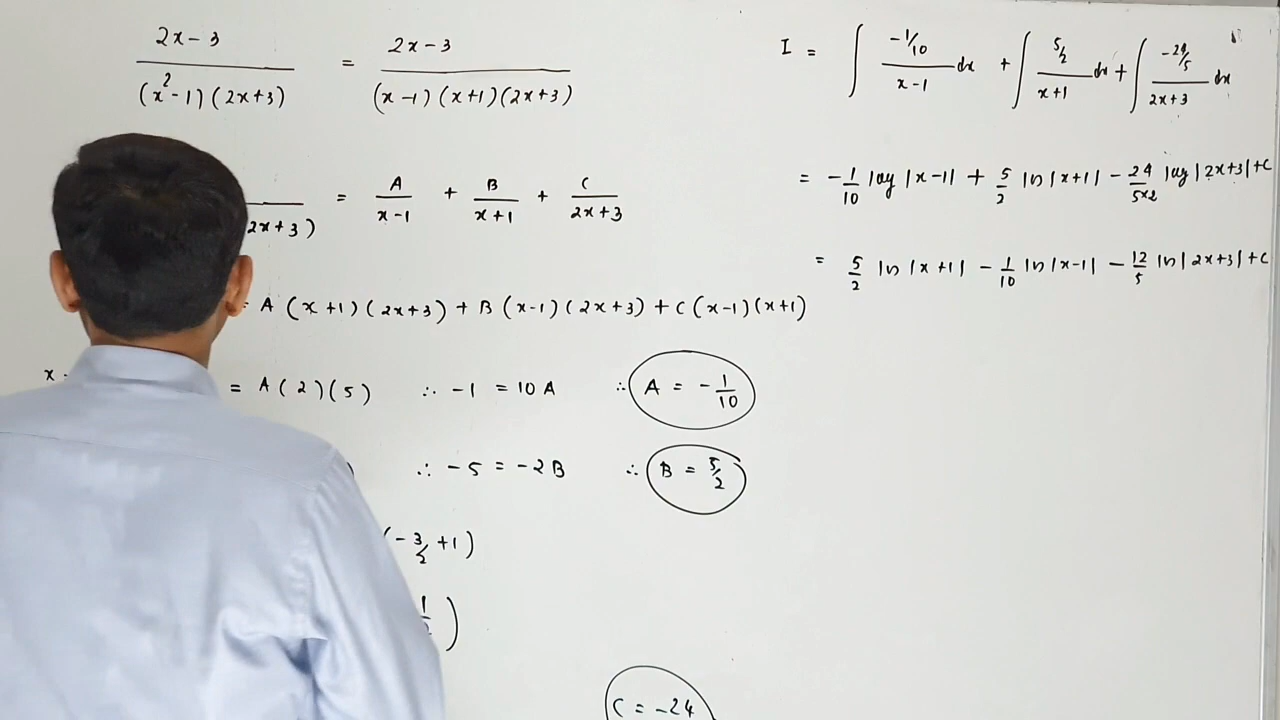 2x-3 / (x²-1)(2x+3) = 2x-3 / (x-1)(x+1)(2x+3)
2x+3) = A/x-1 + B/x+1 + C/2x+3
= A(x+1)(2x+3) + B(x-1)(2x+3) + C(x-1)(x+1)
x = A(2)(5) ∴ -1 = 10A ∴ A = -1/10
) ∴ -5 = -2B ∴ B = 5/2
(-3/2 +1)
)
C = -24
I = ∫ -1/10 / x-1 dx + ∫ 5/2 / x+1 dx + ∫ -24/5 / 2x+3 dx
= -1/10 log |x-1| + 5/2 ln |x+1| - 24/5×2 log |2x+3| + C
= 5/2 ln |x+1| - 1/10 ln |x-1| - 12/5 ln |2x+3| + C